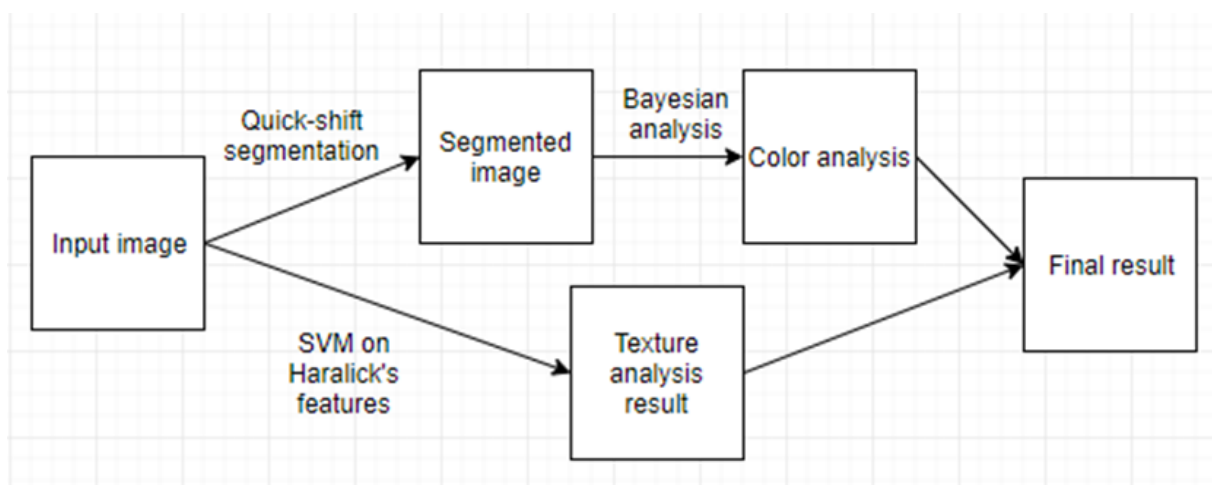 Input image
Quick-shift
segmentation
Segmented
image
Bayesian
analysis
Color analysis
SVM on
Haralick's
features
Texture
analysis
result
Final result